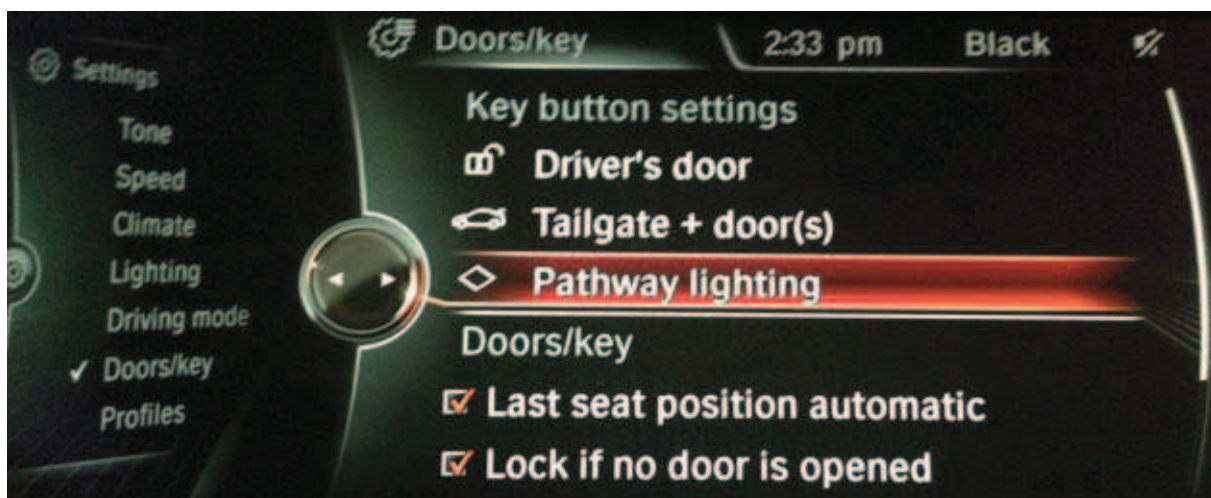 Settings
Tone
Speed
Climate
Lighting
Driving mode
Doors/key
Profiles
Doors/key
2:33 pm
Black
Key button settings
Driver's door
Tailgate + door(s)
Pathway lighting
Doors/key
Last seat position automatic
Lock if no door is opened